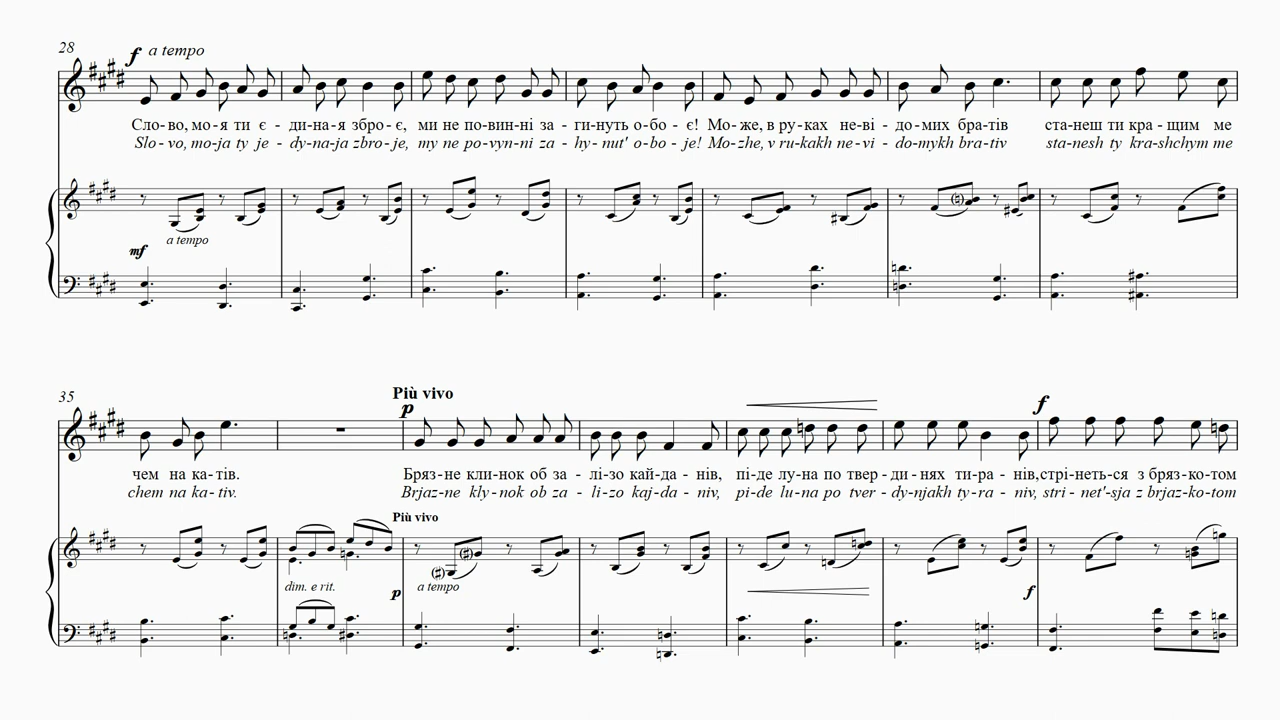 28
f a tempo
Сло-во, мо-я ти є - ди-на-я збро-є, ми не по-вин-ні за - ги-нуть о-бо - є! Мо-же, в ру-ках не-ві - до-мих бра-тів ста-неш ти кра-щим ме
Slo-vo, mo-ja ty je - dy-na-ja zbro-je, my ne po-vyn-ni za - hy-nut' o-bo - je! Mo-zhe, v ru-kakh ne-vi - do-mykh bra-tiv sta-nesh ty kra-shchym me
a tempo
mf
35
Più vivo
p
f
чем на ка-тів. Бряз-не кли-нок об за - лі-зо кай-да-нів, пі-де лу-на по твер-ди-нях ти-ра-нів, стрі-неть-ся з бряз-ко-том
chem na ka-tiv. Brjaz-ne kly-nok ob za - li-zo kaj-da-niv, pi-de lu-na po tver-dy-njakh ty-ra-niv, stri-net'-sja z brjaz-ko-tom
Più vivo
dim. e rit.
p
a tempo
f